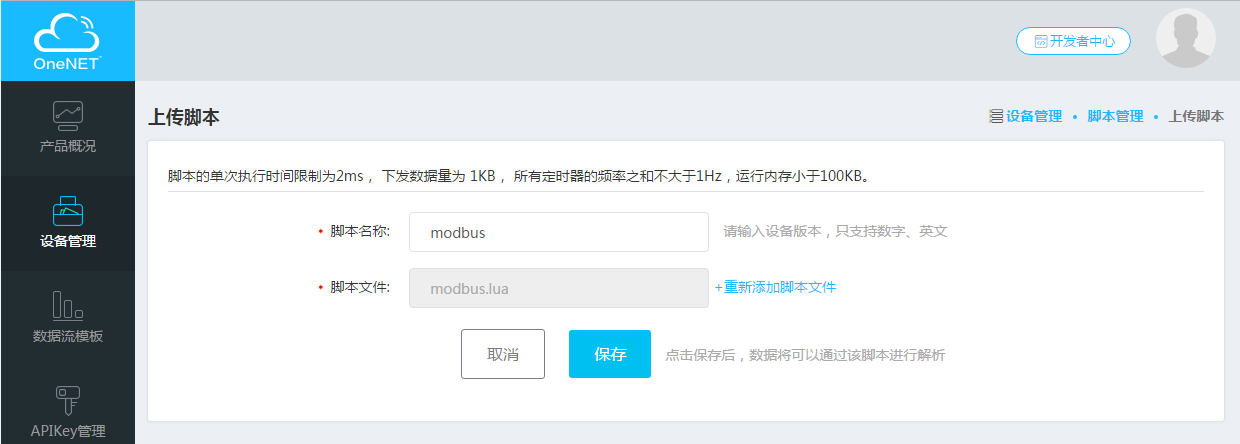 OneNET
开发者中心
产品概况
设备管理
数据流模板
APIKey管理
上传脚本
设备管理 • 脚本管理 • 上传脚本
脚本的单次执行时间限制为2ms， 下发数据量为 1KB， 所有定时器的频率之和不大于1Hz，运行内存小于100KB。
• 脚本名称: modbus 请输入设备版本，只支持数字、英文
• 脚本文件: modbus.lua +重新添加脚本文件
取消 保存 点击保存后，数据将可以通过该脚本进行解析